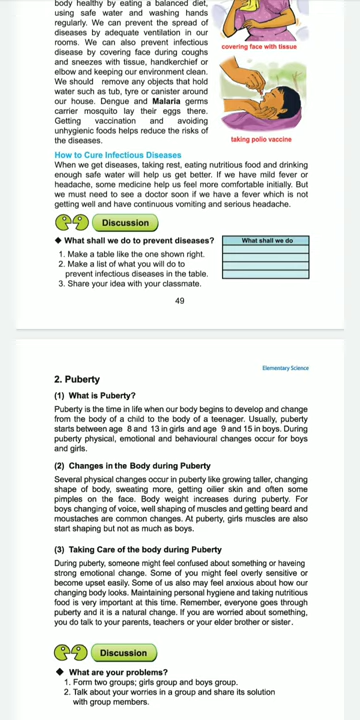 body healthy by eating a balanced diet,
using safe water and washing hands
regularly. We can prevent the spread of
diseases by adequate ventilation in our
rooms. We can also prevent infectious
disease by covering face during coughs
and sneezes with tissue, handkerchief or
elbow and keeping our environment clean.
We should remove any objects that hold
water such as tub, tyre or canister around
our house. Dengue and Malaria germs
carrier mosquito lay their eggs there.
Getting vaccination and avoiding
unhygienic foods helps reduce the risks of
the diseases.
covering face with tissue
taking polio vaccine
How to Cure Infectious Diseases
When we get diseases, taking rest, eating nutritious food and drinking
enough safe water will help us get better. If we have mild fever or
headache, some medicine help us feel more comfortable initially. But
we must need to see a doctor soon if we have a fever which is not
getting well and have continuous vomiting and serious headache.
Discussion
◆ What shall we do to prevent diseases?
1. Make a table like the one shown right.
2. Make a list of what you will do to
prevent infectious diseases in the table.
3. Share your idea with your classmate.
What shall we do
49
Elementary Science
2. Puberty
(1) What is Puberty?
Puberty is the time in life when our body begins to develop and change
from the body of a child to the body of a teenager. Usually, puberty
starts between age 8 and 13 in girls and age 9 and 15 in boys. During
puberty physical, emotional and behavioural changes occur for boys
and girls.
(2) Changes in the Body during Puberty
Several physical changes occur in puberty like growing taller, changing
shape of body, sweating more, getting oilier skin and often some
pimples on the face. Body weight increases during puberty. For
boys changing of voice, well shaping of muscles and getting beard and
moustaches are common changes. At puberty, girls muscles are also
start shaping but not as much as boys.
(3) Taking Care of the body during Puberty
During puberty, someone might feel confused about something or haveing
strong emotional change. Some of you might feel overly sensitive or
become upset easily. Some of us also may feel anxious about how our
changing body looks. Maintaining personal hygiene and taking nutritious
food is very important at this time. Remember, everyone goes through
puberty and it is a natural change. If you are worried about something,
you do talk to your parents, teachers or your elder brother or sister.
Discussion
◆ What are your problems?
1. Form two groups; girls group and boys group.
2. Talk about your worries in a group and share its solution
with group members.